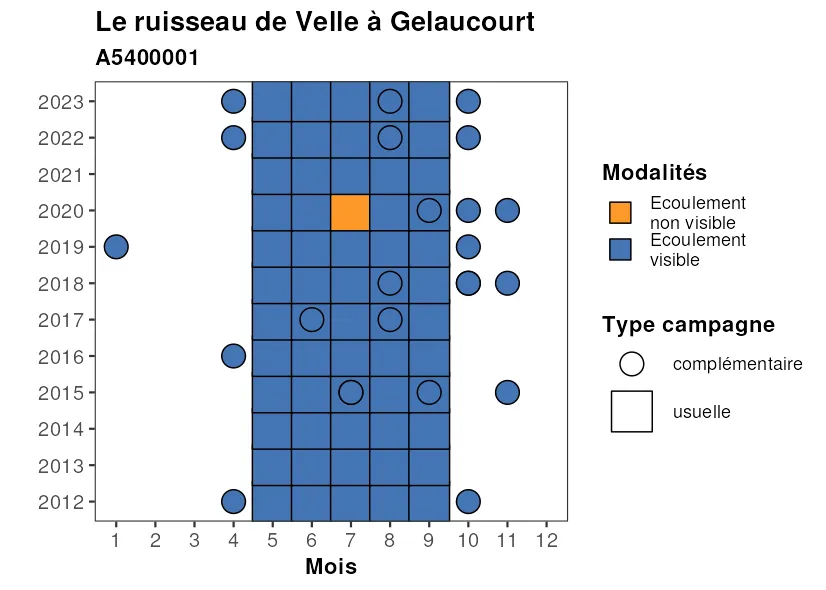 Le ruisseau de Velle à Gelaucourt
A5400001
2023
2022
2021
2020
2019
2018
2017
2016
2015
2014
2013
2012
1 2 3 4 5 6 7 8 9 10 11 12
Mois
Modalités
Ecoulement
non visible
Ecoulement
visible
Type campagne
complémentaire
usuelle